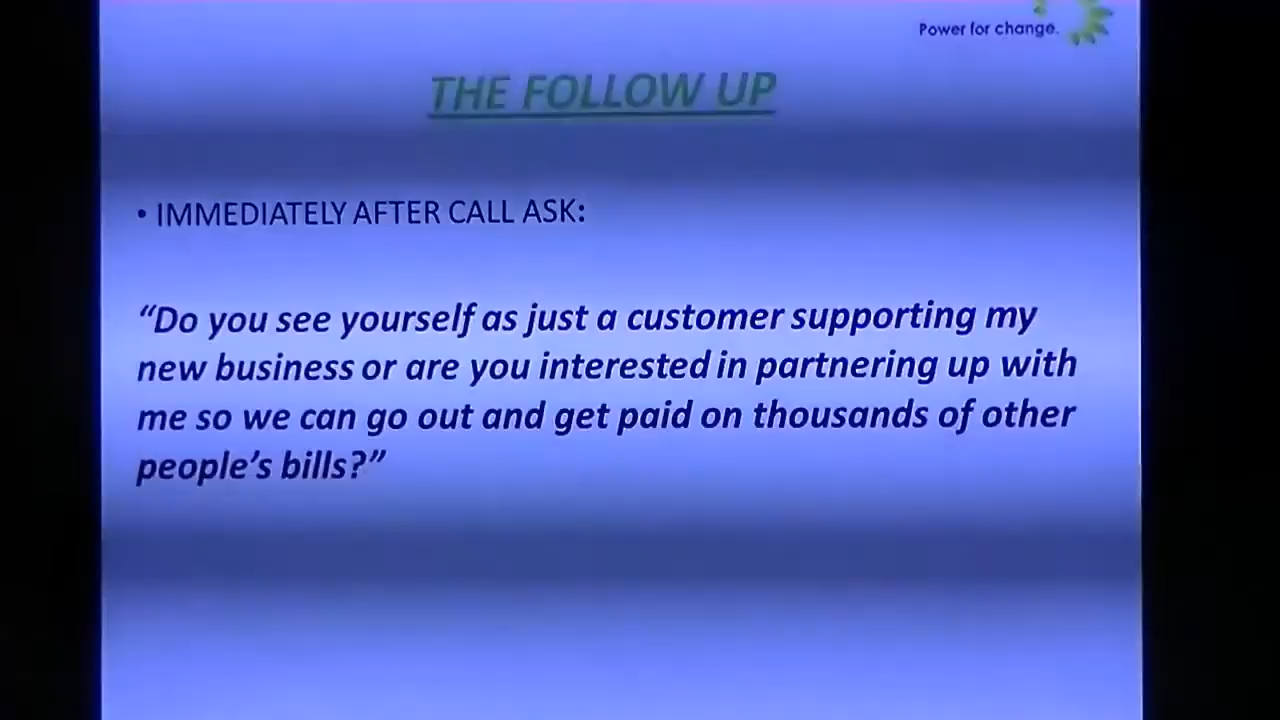 Power for change.
THE FOLLOW UP
• IMMEDIATELY AFTER CALL ASK:
“Do you see yourself as just a customer supporting my
new business or are you interested in partnering up with
me so we can go out and get paid on thousands of other
people’s bills?”